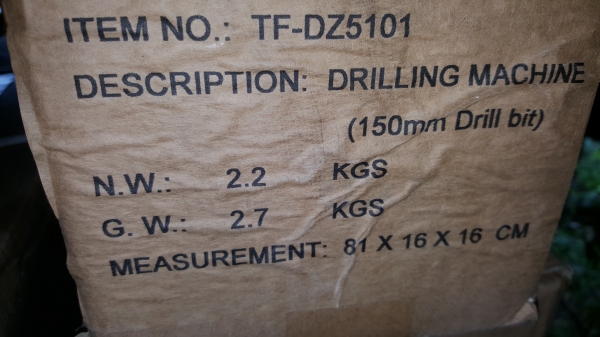 ITEM NO.: TF-DZ5101
DESCRIPTION: DRILLING MACHINE
(150mm Drill bit)
N.W.: 2.2 KGS
G. W.: 2.7 KGS
MEASUREMENT: 81 X 16 X 16 CM